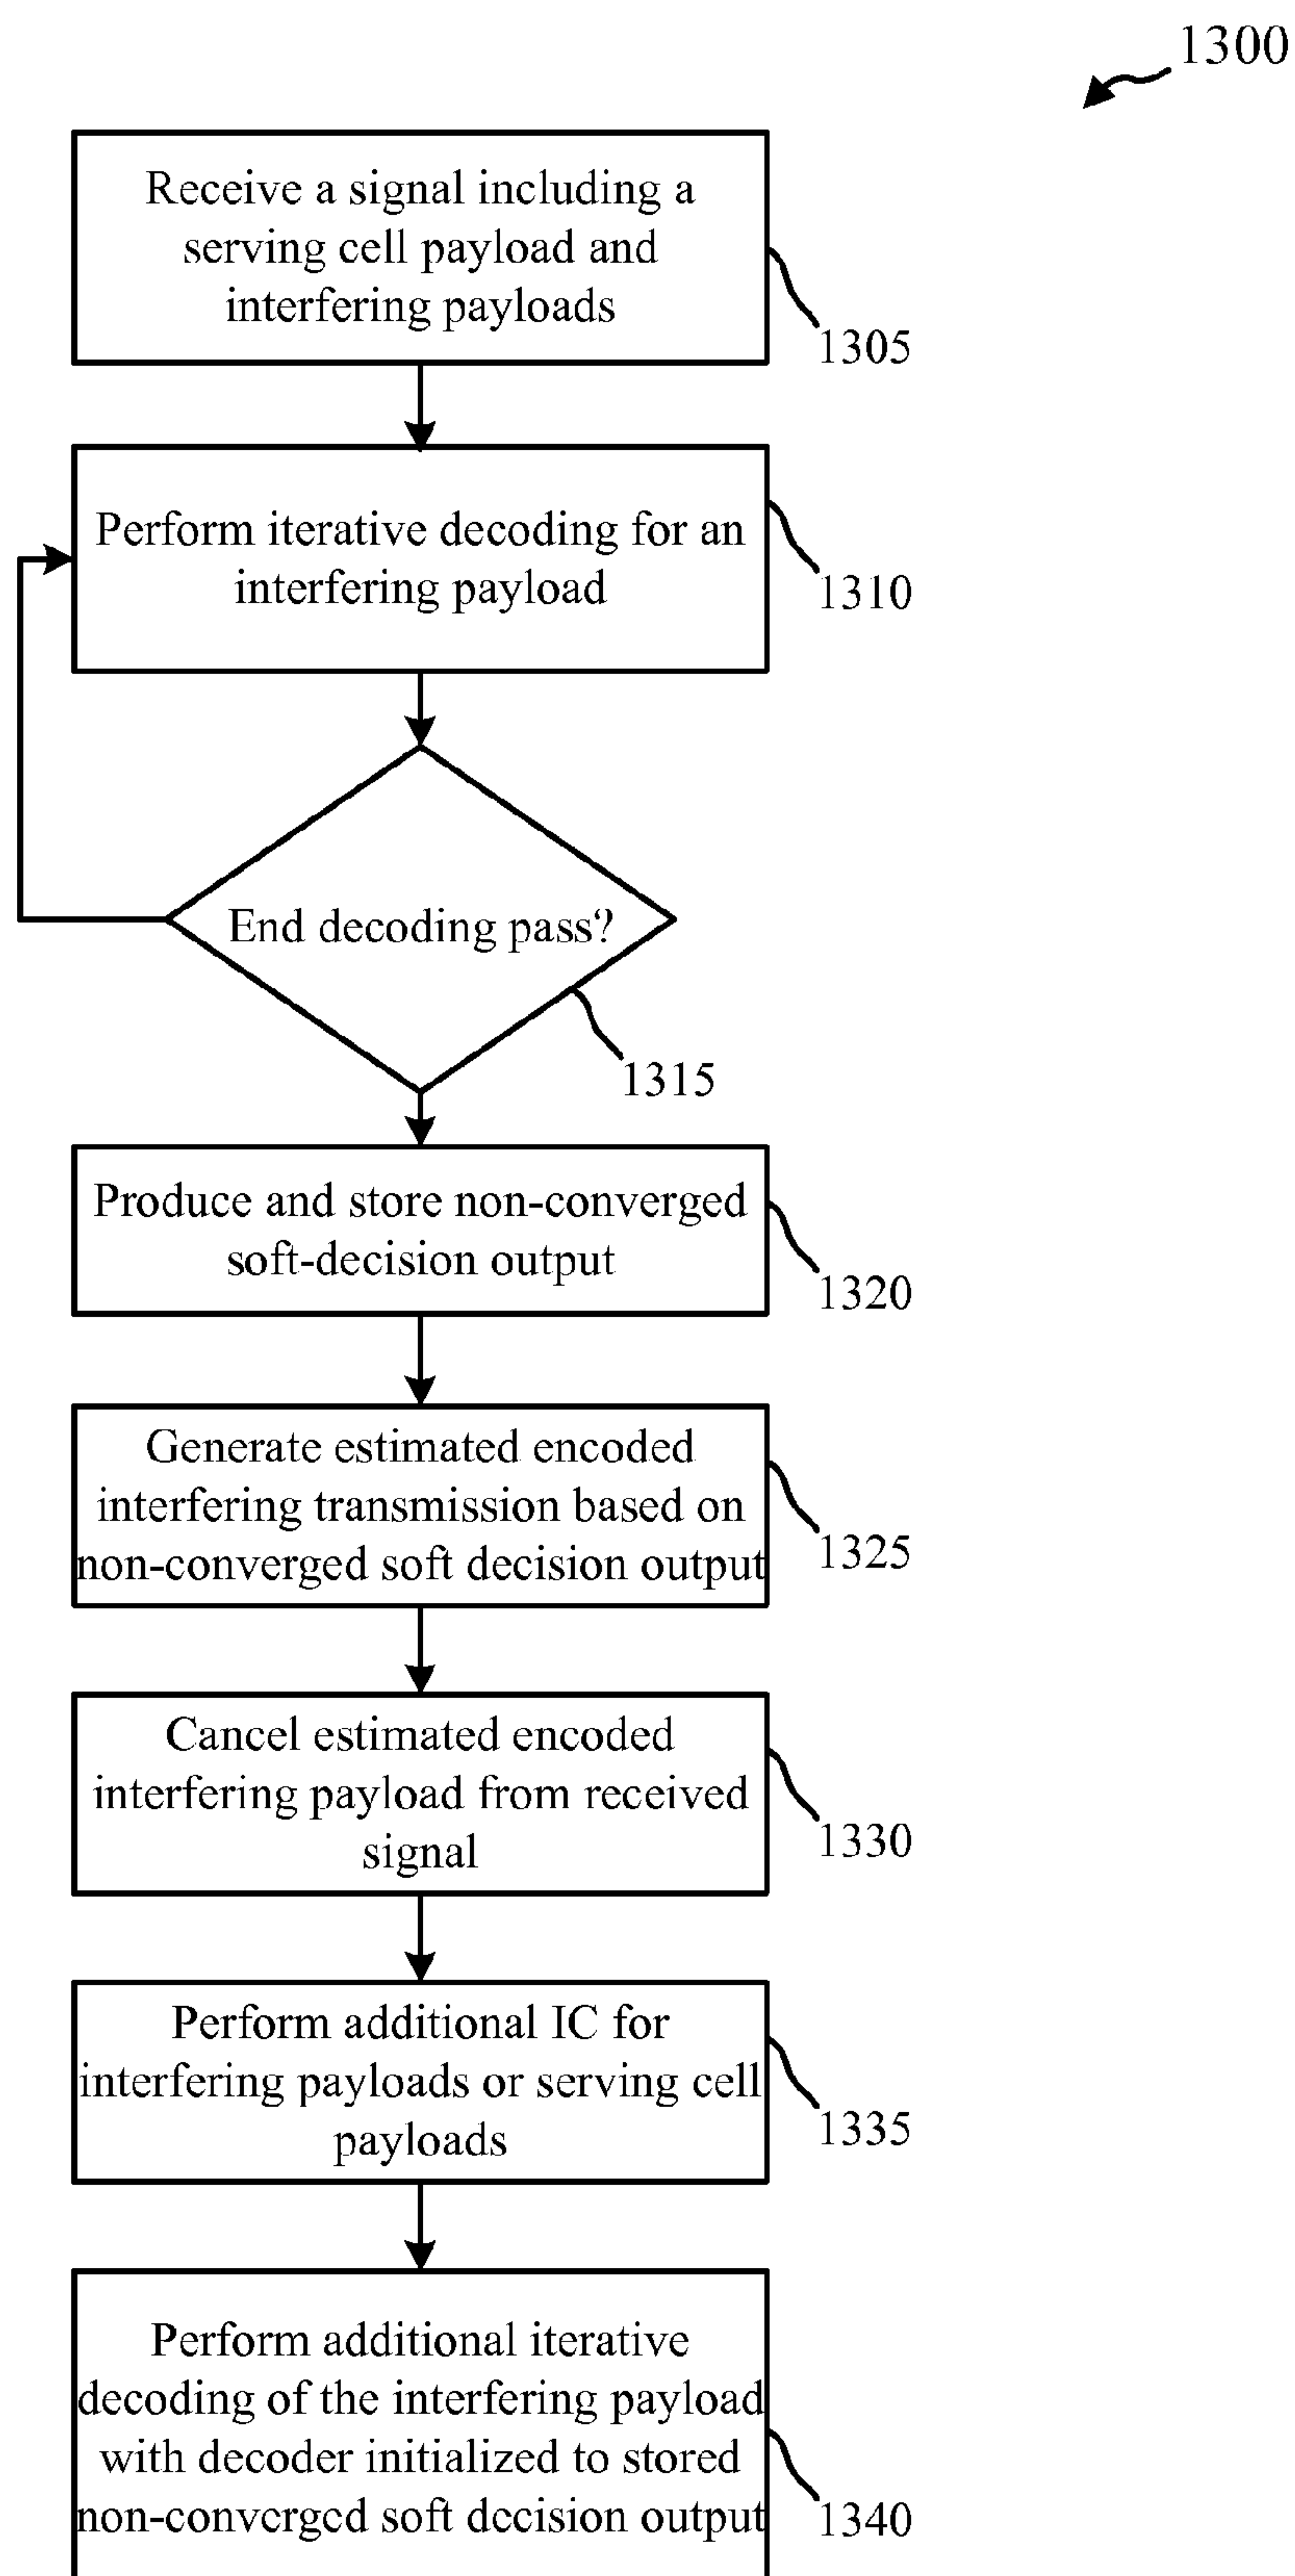 1300
Receive a signal including a
serving cell payload and
interfering payloads
1305
Perform iterative decoding for an
interfering payload
1310
End decoding pass?
1315
Produce and store non-converged
soft-decision output
1320
Generate estimated encoded
interfering transmission based on
non-converged soft decision output
1325
Cancel estimated encoded
interfering payload from received
signal
1330
Perform additional IC for
interfering payloads or serving cell
payloads
1335
Perform additional iterative
decoding of the interfering payload
with decoder initialized to stored
non-converged soft decision output
1340